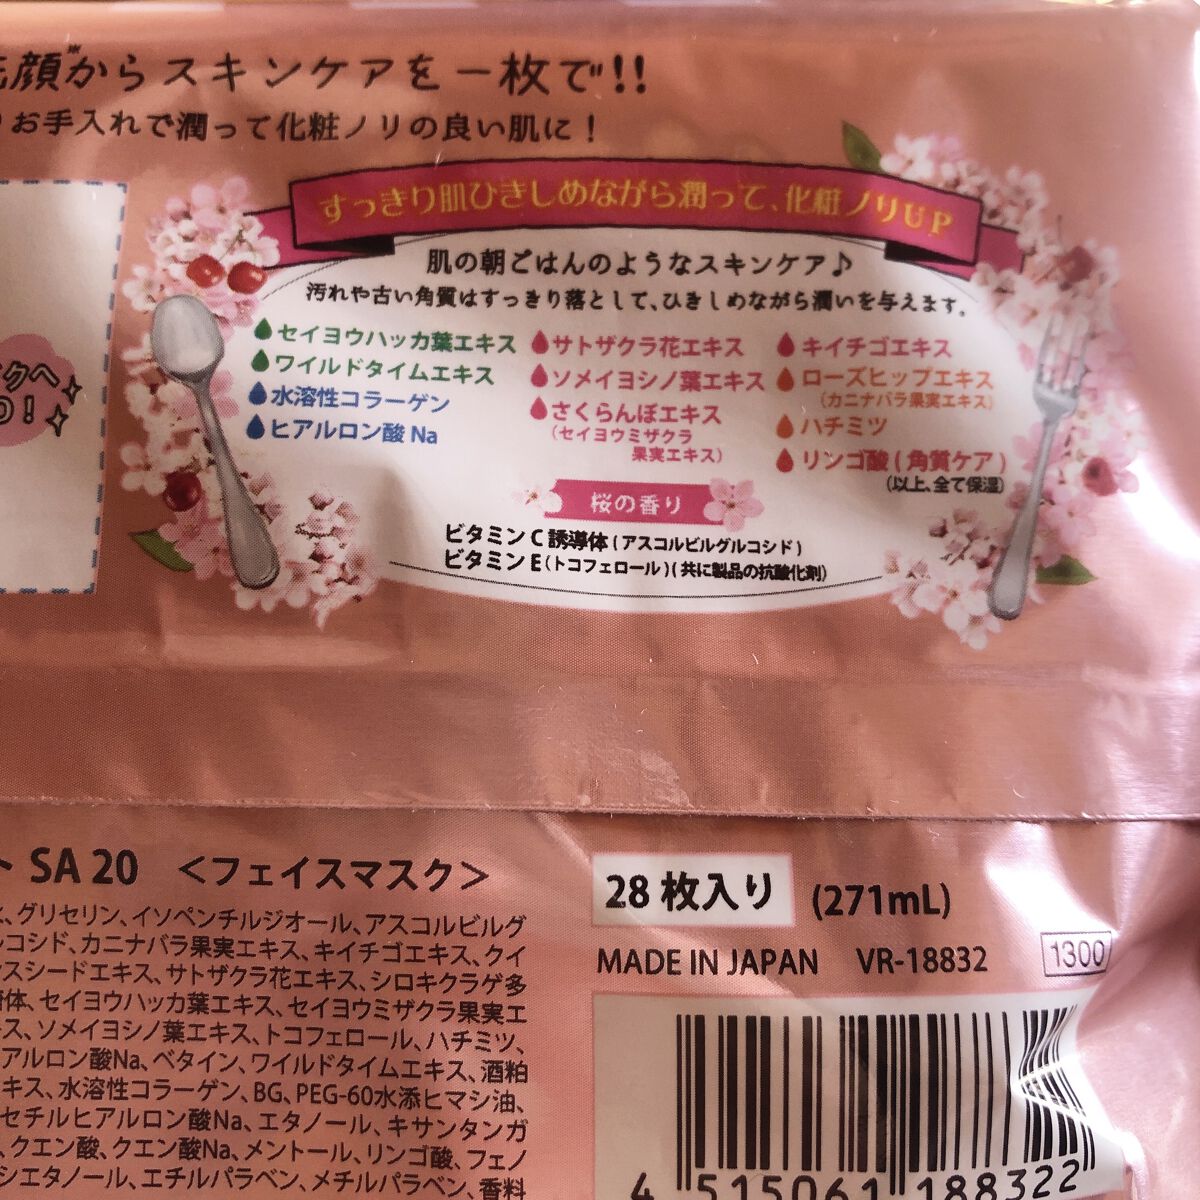 洗顔※からスキンケアを一枚で!!
お手入れで潤って化粧ノリの良い肌に!
すっきり肌ひきしめながら潤って、化粧ノリUP
肌の朝ごはんのようなスキンケア♪
汚れや古い角質はすっきり落として、ひきしめながら潤いを与えます。
セイヨウハッカ葉エキス
ワイルドタイムエキス
水溶性コラーゲン
ヒアルロン酸Na
サトザクラ花エキス
ソメイヨシノ葉エキス
さくらんぼエキス
(セイヨウミザクラ
果実エキス)
キイチゴエキス
ローズヒップエキス
(カニナバラ果実エキス)
ハチミツ
リンゴ酸(角質ケア)
(以上、全て保湿)
桜の香り
ビタミンC誘導体(アスコルビルグルコシド)
ビタミンE(トコフェロール)(共に製品の抗酸化剤)
クへ
!
ト SA 20 <フェイスマスク>
水、グリセリン、イソペンチルジオール、アスコルビルグ
ルコシド、カニナバラ果実エキス、キイチゴエキス、クイ
ンスシードエキス、サトザクラ花エキス、シロキクラゲ多
糖体、セイヨウハッカ葉エキス、セイヨウミザクラ果実エ
キス、ソメイヨシノ葉エキス、トコフェロール、ハチミツ、
ヒアルロン酸Na、ベタイン、ワイルドタイムエキス、酒粕
エキス、水溶性コラーゲン、BG、PEG-60水添ヒマシ油、
セチルヒアルロン酸Na、エタノール、キサンタンガ
、クエン酸、クエン酸Na、メントール、リンゴ酸、フェノ
シエタノール、エチルパラベン、メチルパラベン、香料
28枚入り (271mL)
MADE IN JAPAN VR-18832 1300
4 515061 188322